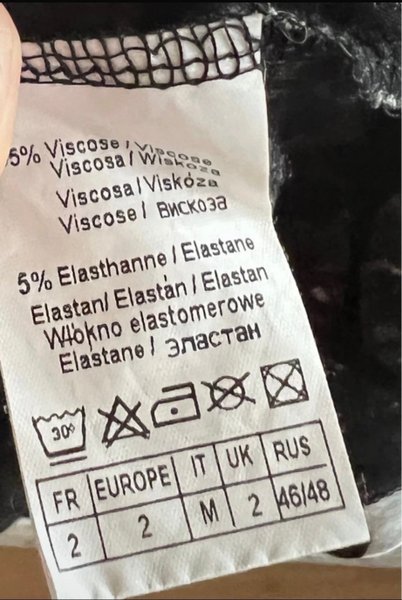 5% Viscose / Viscose
Viscosa / Wiskoza
Viscosa / Viskóza
Viscose / Вискоза
5% Elasthanne / Elastane
Elastan / Elastán / Elastan
Włókno elastomerowe
Elastane / Эластан
30°
FR EUROPE IT UK RUS
2 2 M 2 46/48